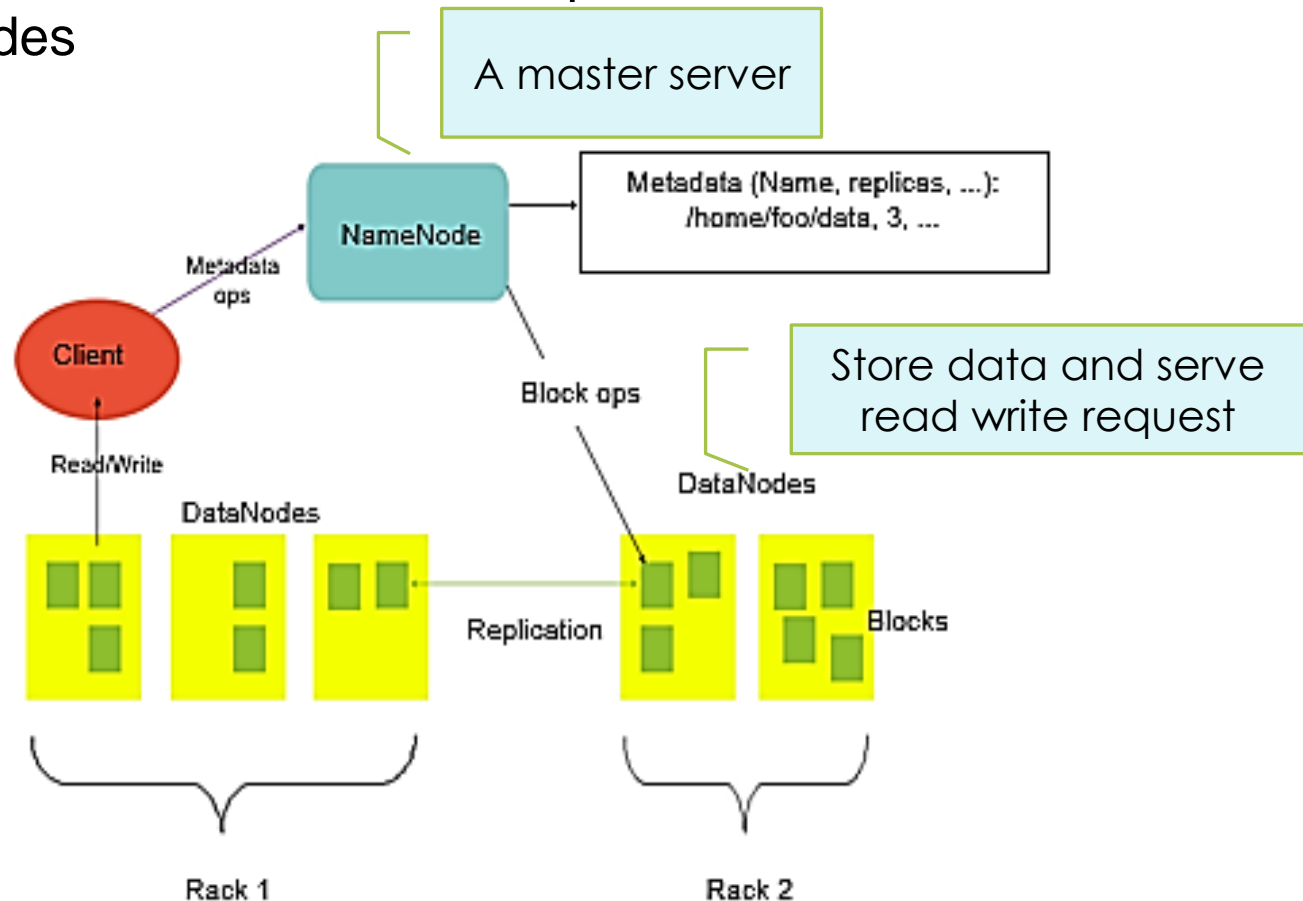 des
A master server
Metadata (Name, replicas, ...):
/home/foo/data, 3, ...
NameNode
Metadata
ops
Client
Block ops
Store data and serve
read write request
Read/Write
DataNodes
DataNodes
Replication
Blocks
Rack 1
Rack 2